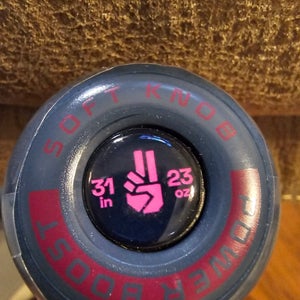 SOFT KNOB
31 in
23 oz
POWER BOOST